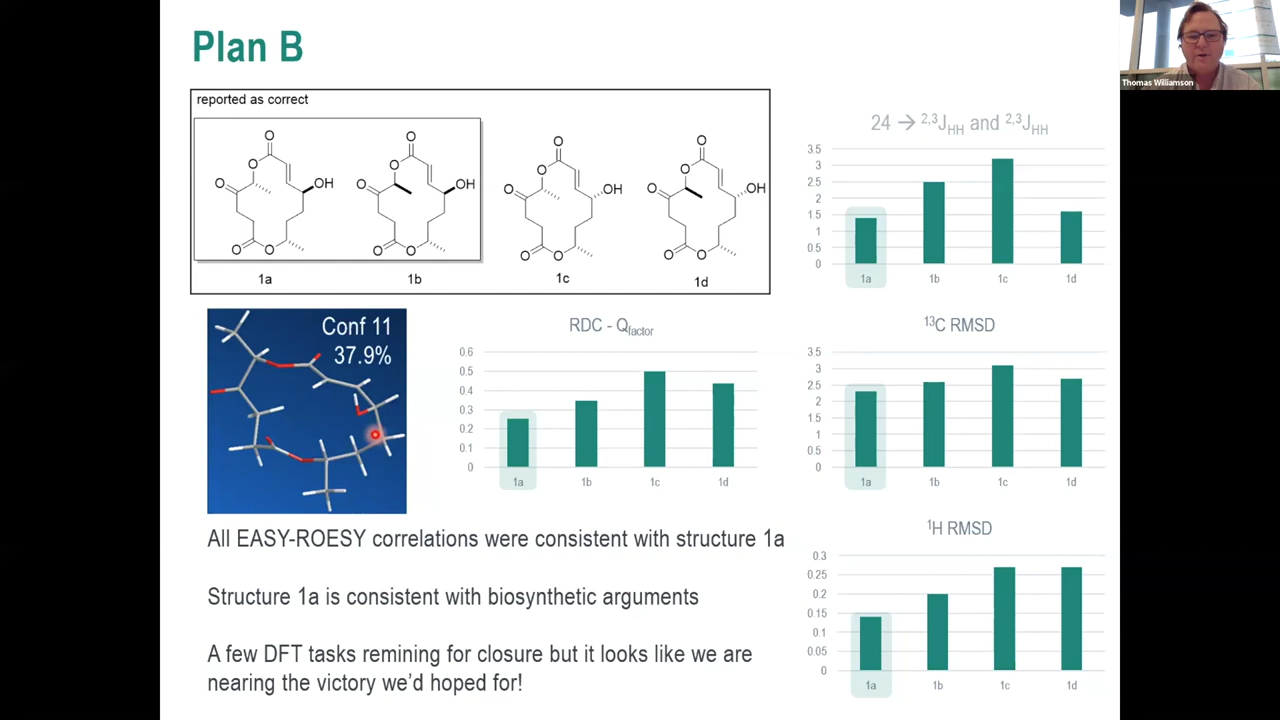 Plan B
Thomas Williamson
reported as correct
O
O
O
OH
O
O
1a
O
O
O
OH
O
O
1b
O
O
O
OH
O
O
1c
O
O
O
OH
O
O
1d
24 → 2,3JHH and 2,3JHH
3.5
3
2.5
2
1.5
1
0.5
0
1a 1b 1c 1d
Conf 11
37.9%
RDC - Qfactor
0.6
0.5
0.4
0.3
0.2
0.1
0
1a 1b 1c 1d
13C RMSD
3.5
3
2.5
2
1.5
1
0.5
0
1a 1b 1c 1d
All EASY-ROESY correlations were consistent with structure 1a
Structure 1a is consistent with biosynthetic arguments
A few DFT tasks remining for closure but it looks like we are
nearing the victory we'd hoped for!
1H RMSD
0.3
0.25
0.2
0.15
0.1
0.05
0
1a 1b 1c 1d